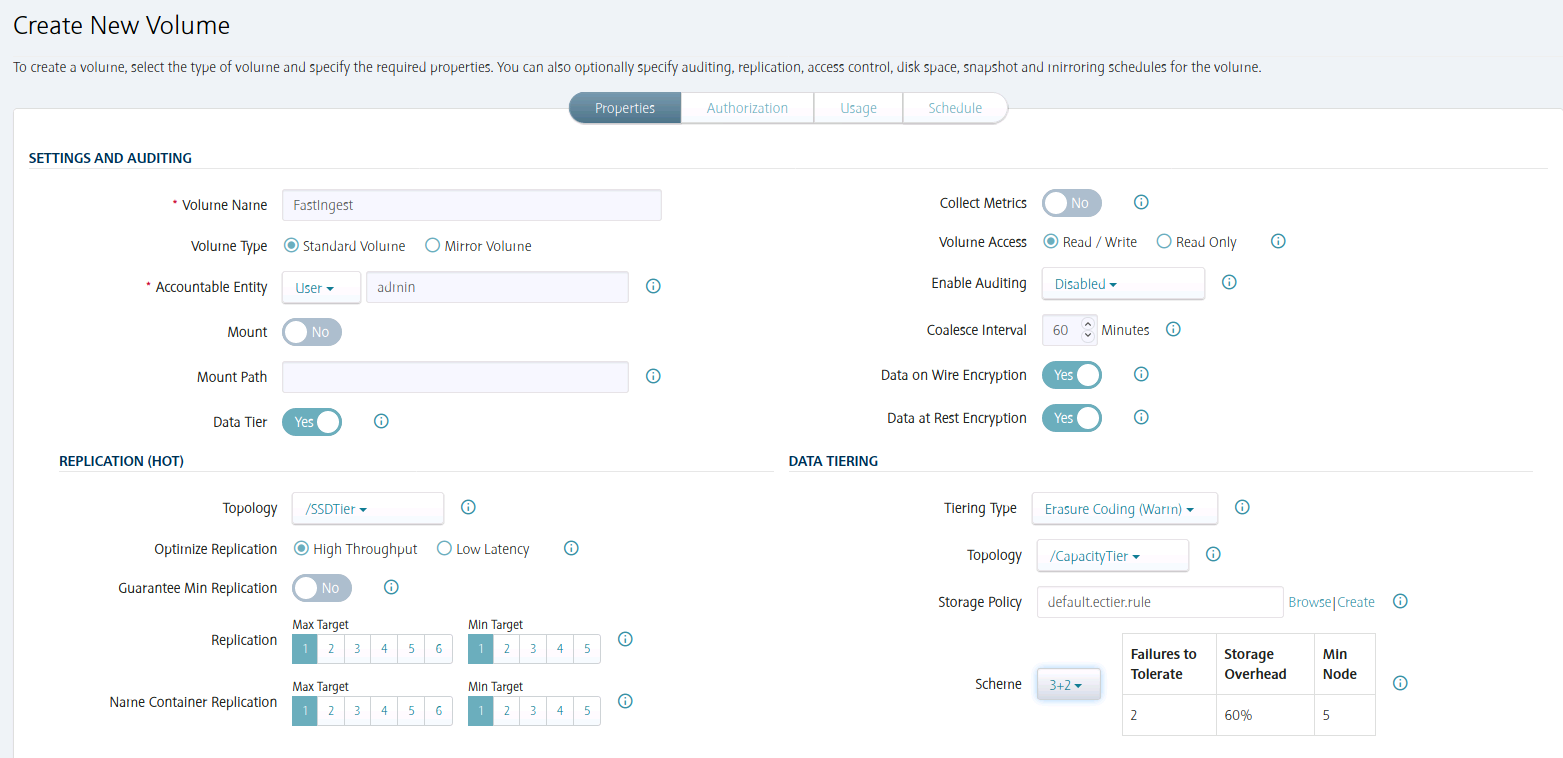 Create New Volume
To create a volume, select the type of volume and specify the required properties. You can also optionally specify auditing, replication, access control, disk space, snapshot and mirroring schedules for the volume.
Properties Authorization Usage Schedule
SETTINGS AND AUDITING
* Volume Name FastIngest
Volume Type Standard Volume Mirror Volume
* Accountable Entity User admin
Mount No
Mount Path
Data Tier Yes
Collect Metrics No
Volume Access Read / Write Read Only
Enable Auditing Disabled
Coalesce Interval 60 Minutes
Data on Wire Encryption Yes
Data at Rest Encryption Yes
REPLICATION (HOT)
Topology /SSDTier
Optimize Replication High Throughput Low Latency
Guarantee Min Replication No
Max Target Min Target
Replication 1 2 3 4 5 6 1 2 3 4 5
Max Target Min Target
Name Container Replication 1 2 3 4 5 6 1 2 3 4 5
DATA TIERING
Tiering Type Erasure Coding (Warm)
Topology /CapacityTier
Storage Policy default.ectier.rule Browse|Create
Scheme 3+2
Failures to Tolerate Storage Overhead Min Node
2 60% 5